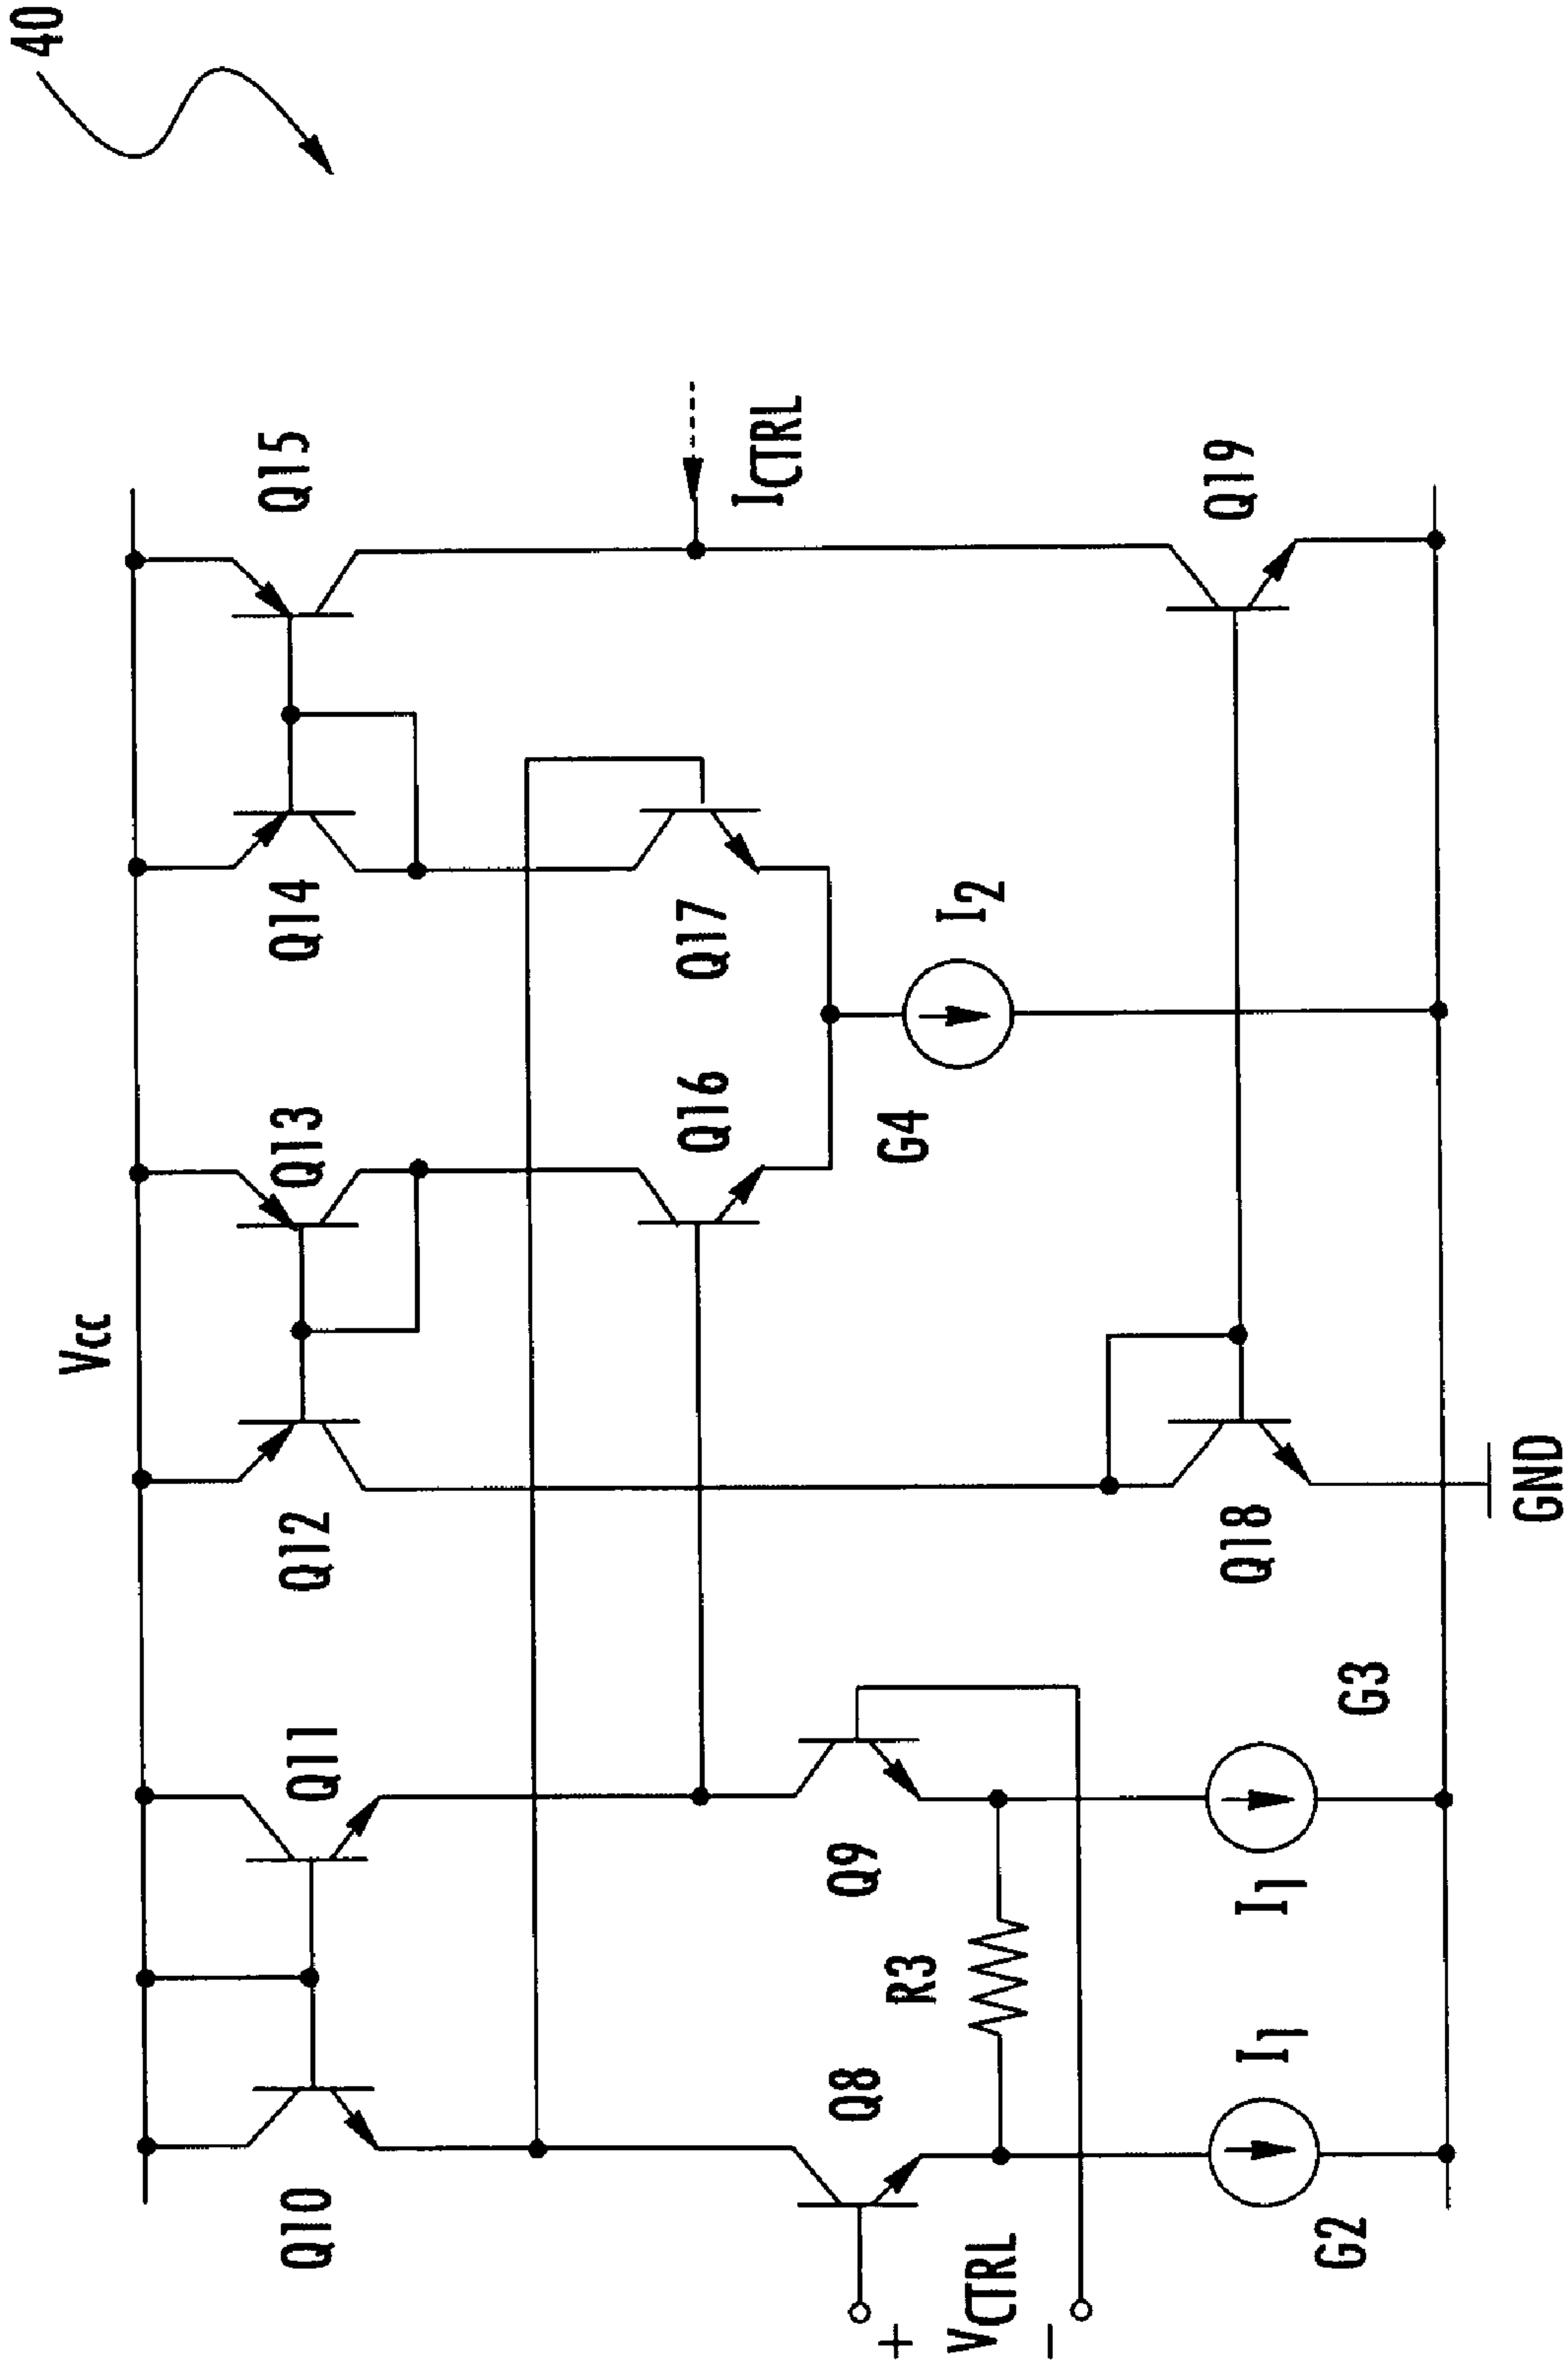 40
Vcc
Q10
Q11
Q12
Q13
Q14
Q15
Q16
Q17
ICTRL
Q8
Q9
R3
+
VCTRL
−
G4
I2
I1
I1
G2
G3
Q18
Q19
GND